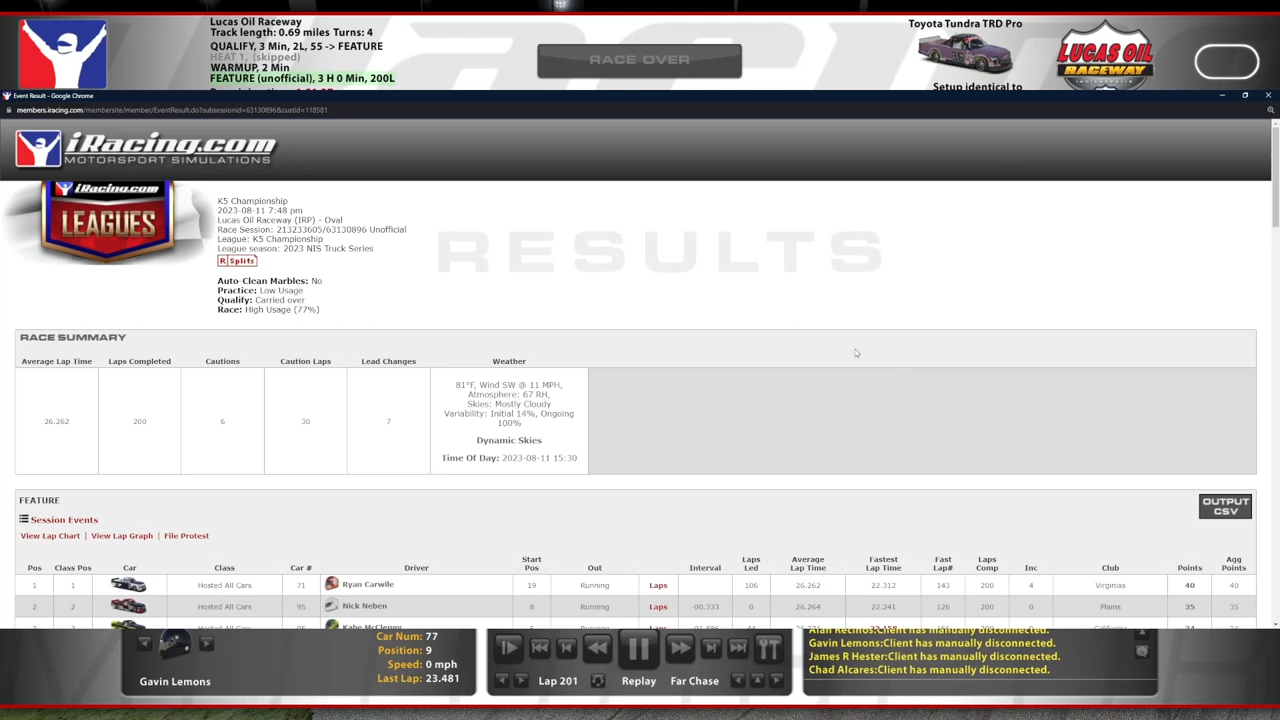 Lucas Oil Raceway
Track length: 0.69 miles Turns: 4
QUALIFY, 3 Min, 2L, 55 -> FEATURE
HEAT 1, (skipped)
WARMUP, 2 Min
FEATURE (unofficial), 3 H 0 Min, 200L
RACE OVER
Toyota Tundra TRD Pro
LUCAS OIL
RACEWAY
INDIANAPOLIS
Setup identical to
Event Result - Google Chrome
members.iracing.com/membersite/member/EventResult.do?subsessionid=63130896&custid=118581
iRacing.com
MOTORSPORT SIMULATIONS
iRacing.com
LEAGUES
K5 Championship
2023-08-11 7:48 pm
Lucas Oil Raceway (IRP) - Oval
Race Session: 213233605/63130896 Unofficial
League: K5 Championship
League season: 2023 NIS Truck Series
R Splits
RESULTS
Auto-Clean Marbles: No
Practice: Low Usage
Qualify: Carried over
Race: High Usage (77%)
RACE SUMMARY
Average Lap Time Laps Completed Cautions Caution Laps Lead Changes Weather
26.262 200 6 30 7
81°F, Wind SW @ 11 MPH,
Atmosphere: 67 RH,
Skies: Mostly Cloudy
Variability: Initial 14%, Ongoing
100%
Dynamic Skies
Time Of Day: 2023-08-11 15:30
FEATURE
OUTPUT
CSV
Session Events
View Lap Chart | View Lap Graph | File Protest
Pos Class Pos Car Class Car # Driver Start Pos Out Interval Laps Led Average Lap Time Fastest Lap Time Fast Lap# Laps Comp Inc Club Points Agg Points
1 1 Hosted All Cars 71 Ryan Carwile 19 Running Laps 106 26.262 22.312 143 200 4 Virginias 40 40
2 2 Hosted All Cars 95 Nick Neben 8 Running Laps -00.333 0 26.264 22.241 126 200 0 Plains 35 35
Kabe McClenny
Gavin Lemons
Car Num: 77
Position: 9
Speed: 0 mph
Last Lap: 23.481
Lap 201 Replay Far Chase
Alan Recinos:Client has manually disconnected.
Gavin Lemons:Client has manually disconnected.
James R Hester:Client has manually disconnected.
Chad Alcares:Client has manually disconnected.